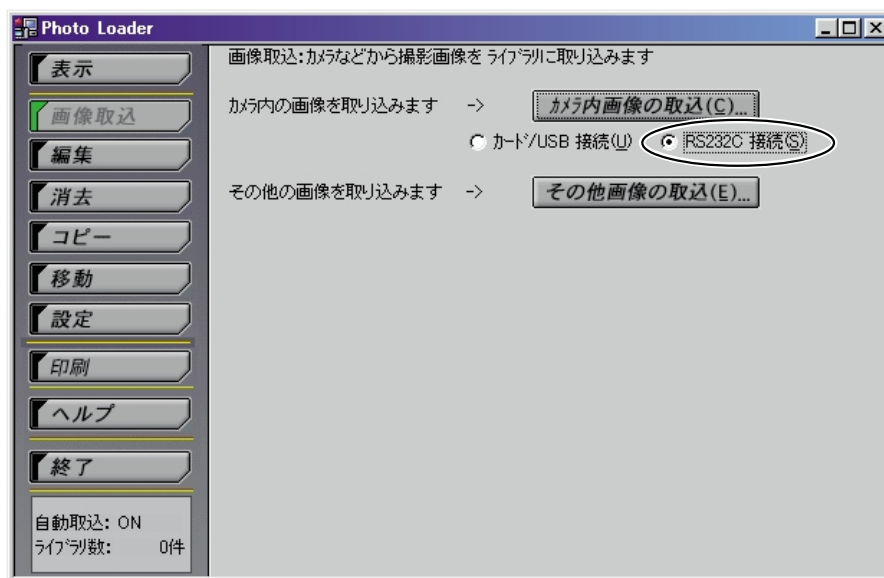 Photo Loader
表示
画像取込
編集
消去
コピー
移動
設定
印刷
ヘルプ
終了
自動取込: ON
ライブラリ数: 0件
画像取込:カメラなどから撮影画像を ライブラリに取り込みます
カメラ内の画像を取り込みます -> カメラ内画像の取込(C)...
カード/USB 接続(U) RS232C 接続(S)
その他の画像を取り込みます -> その他画像の取込(E)...